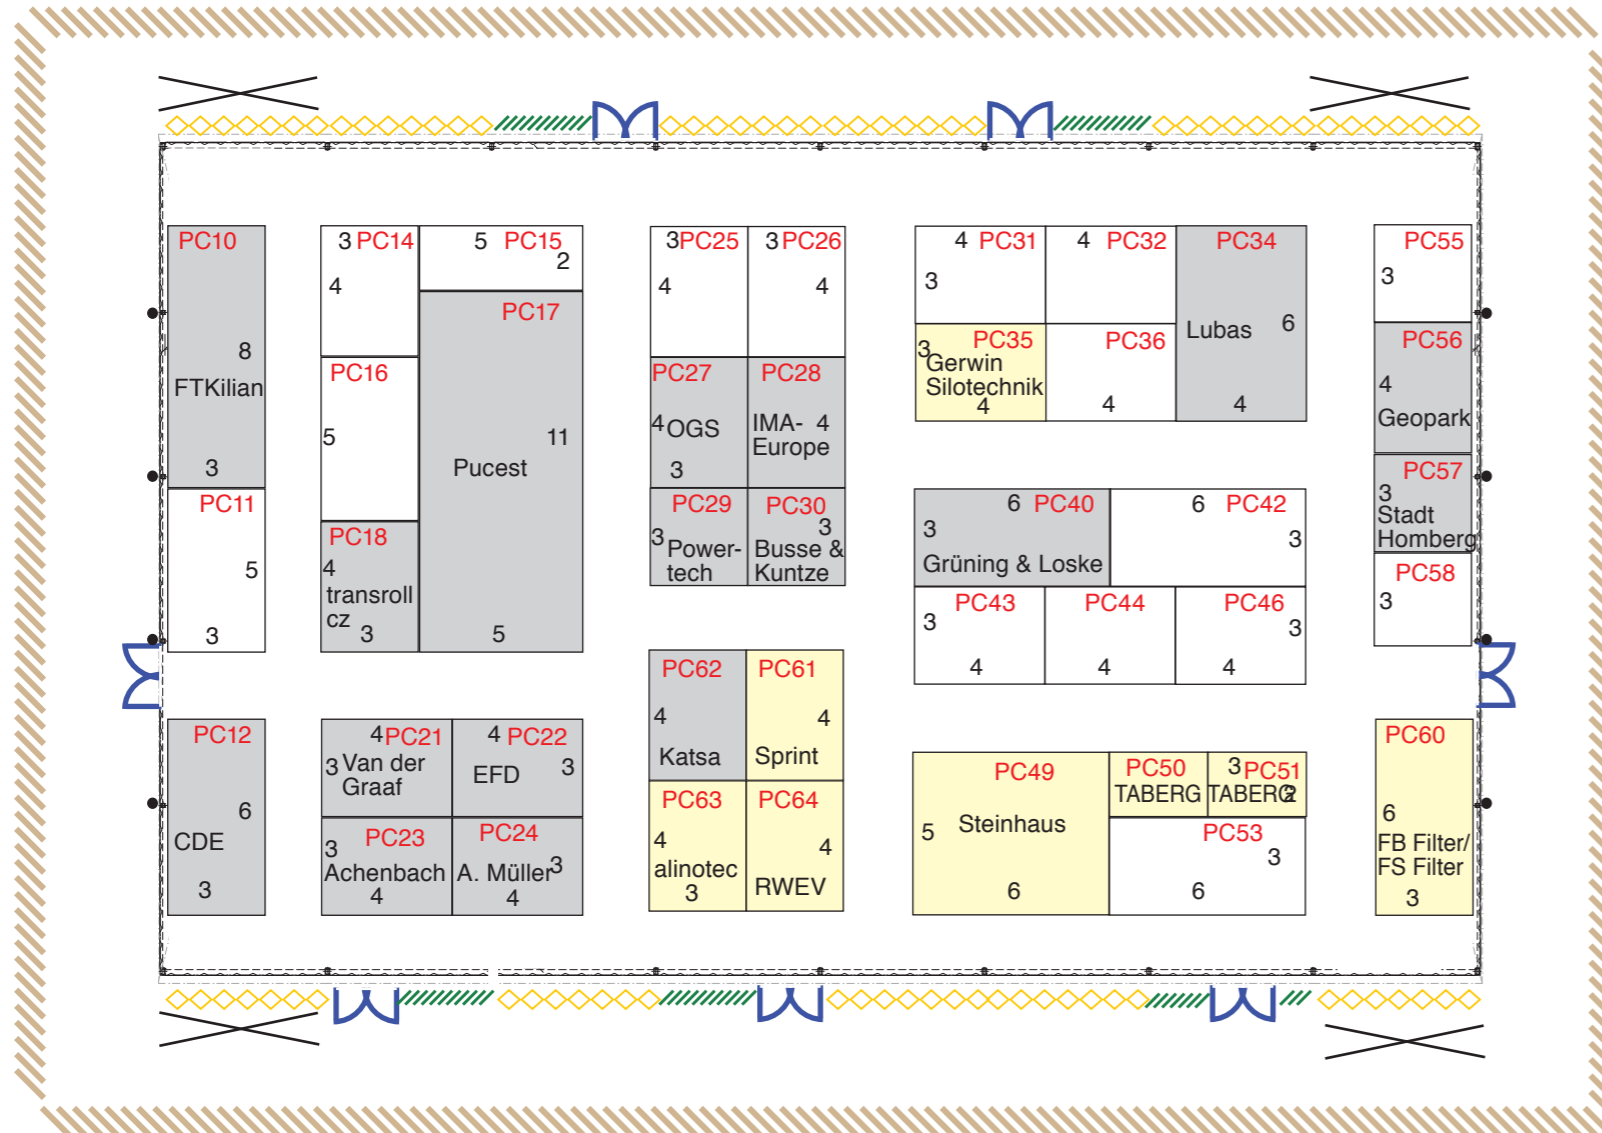 PC10
8
FTKilian
3
PC11
5
3
PC12
6
CDE
3
3 PC14
4
5 PC15
2
PC16
5
PC17
11
Pucest
5
PC18
4
transroll
cz 3
4 PC21
3 Van der
Graaf
4 PC22
EFD 3
PC23
3
Achenbach
4
PC24
A. Müller 3
4
3 PC25
4
3 PC26
4
PC27
4 OGS
3
PC28
IMA- 4
Europe
PC29
3 Power-
tech
PC30
3
Busse &
Kuntze
PC62
4
Katsa
PC61
4
Sprint
PC63
4
alinotec
3
PC64
4
RWEV
4 PC31
3
4 PC32
PC34
Lubas 6
4
PC35
3
Gerwin
Silotechnik
4
PC36
4
6 PC40
3
Grüning & Loske
6 PC42
3
PC43
3
4
PC44
4
PC46
3
4
PC49
5 Steinhaus
6
PC50
TABERG
3 PC51
TABERG 2
PC53
3
6
PC55
3
PC56
4
Geopark
PC57
3
Stadt
Homberg
PC58
3
PC60
6
FB Filter/
FS Filter
3